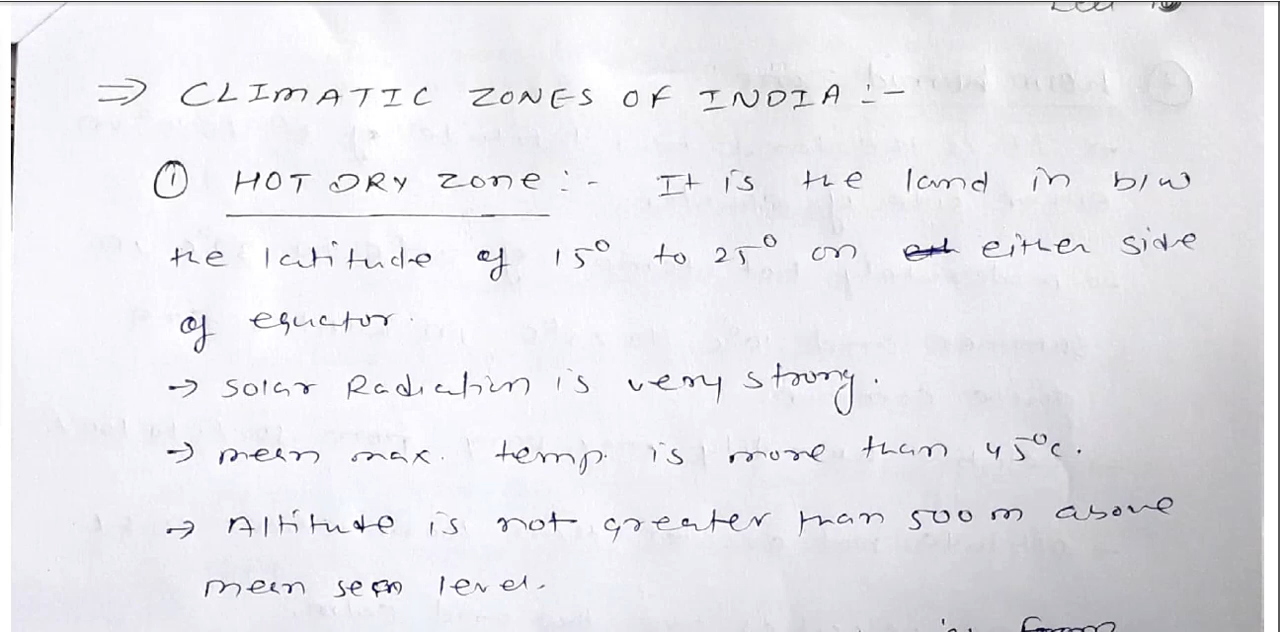 ⇒ CLIMATIC ZONES OF INDIA :-
① HOT DRY zone :- It is the land in b/w
the latitude of 15° to 25° on either side
of equator.
→ solar Radiation is very strong.
→ mean max. temp. is more than 45°c.
→ Altitude is not greater than 500 m above
mean sea level.